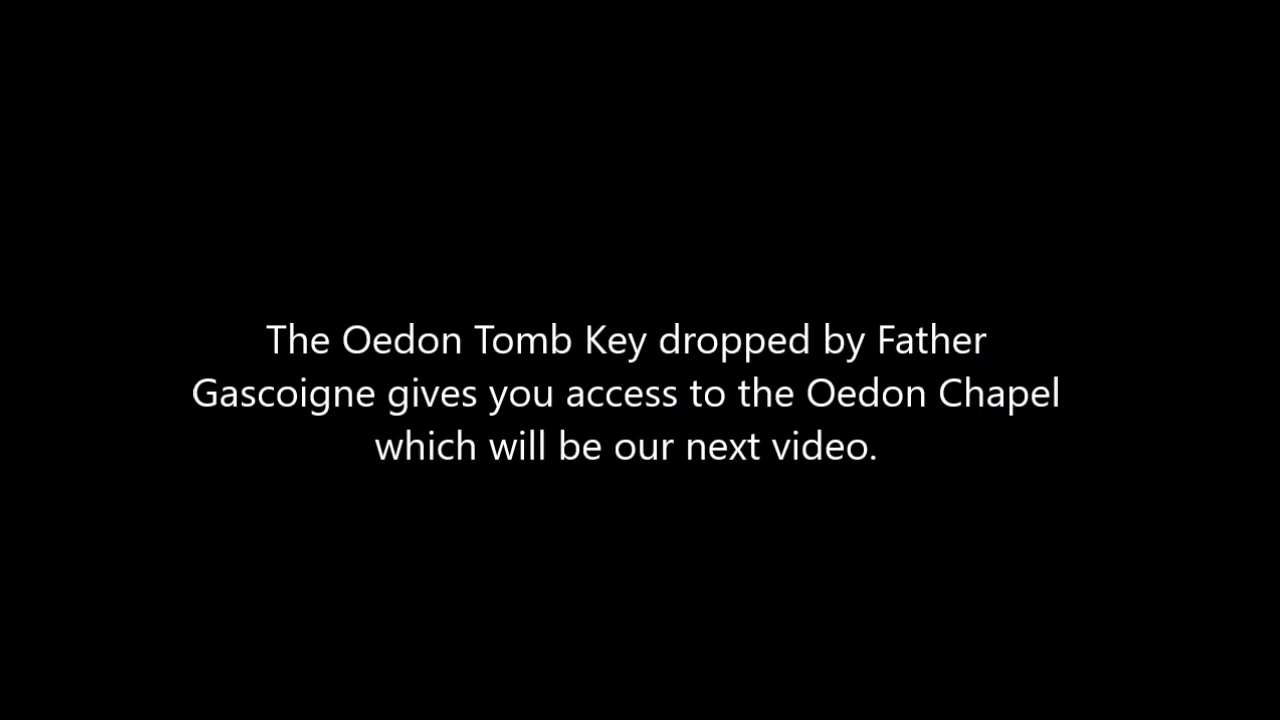 The Oedon Tomb Key dropped by Father
Gascoigne gives you access to the Oedon Chapel
which will be our next video.